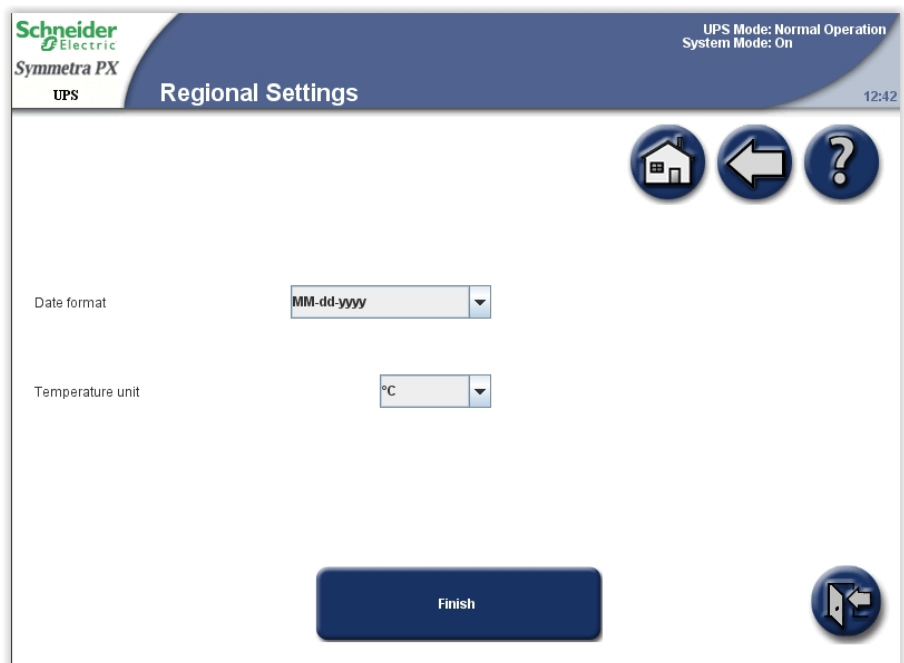 Schneider
Electric
Symmetra PX
UPS
Regional Settings
UPS Mode: Normal Operation
System Mode: On
12:42
?
Date format
MM-dd-yyyy
Temperature unit
°C
Finish